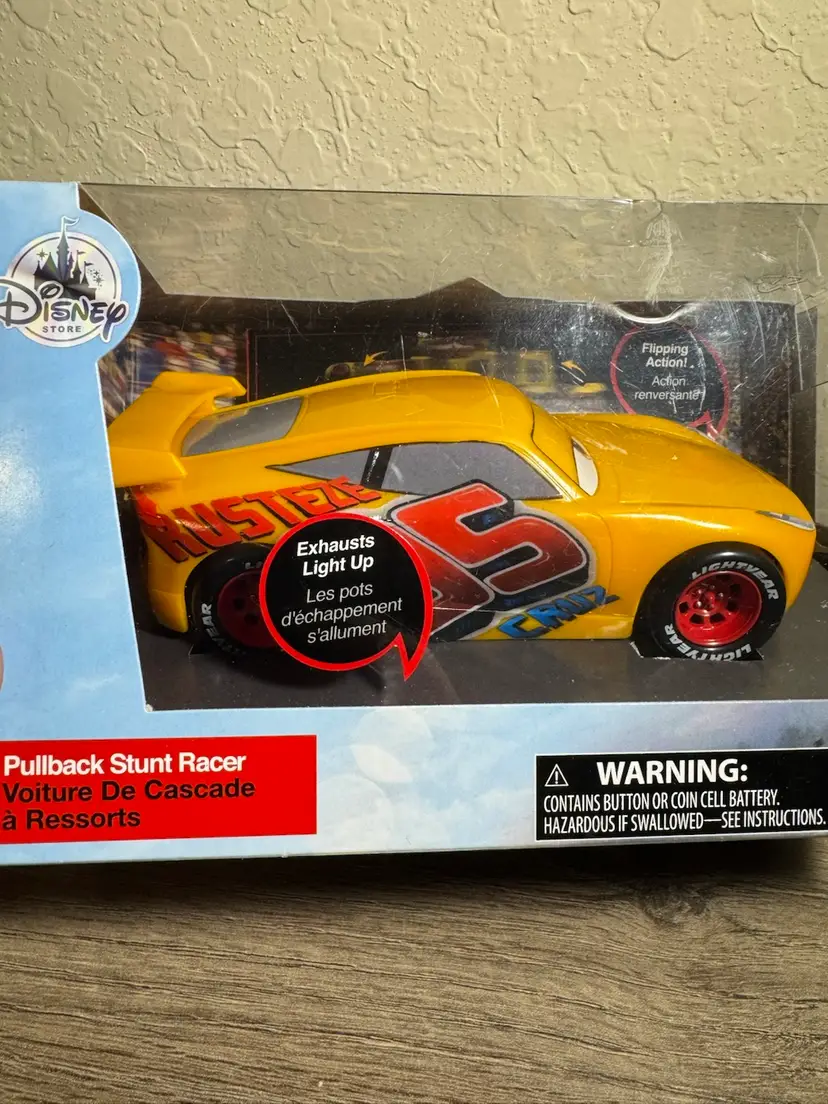 Disney
STORE
Flipping
Action!
Action
renversante
RUSTEZE
95
CRUZ
LIGHTYEAR
LIGHTYEAR
LIGHTYEAR
Exhausts
Light Up
Les pots
d'échappement
s'allument
Pullback Stunt Racer
Voiture De Cascade
à Ressorts
⚠ WARNING:
CONTAINS BUTTON OR COIN CELL BATTERY.
HAZARDOUS IF SWALLOWED—SEE INSTRUCTIONS.